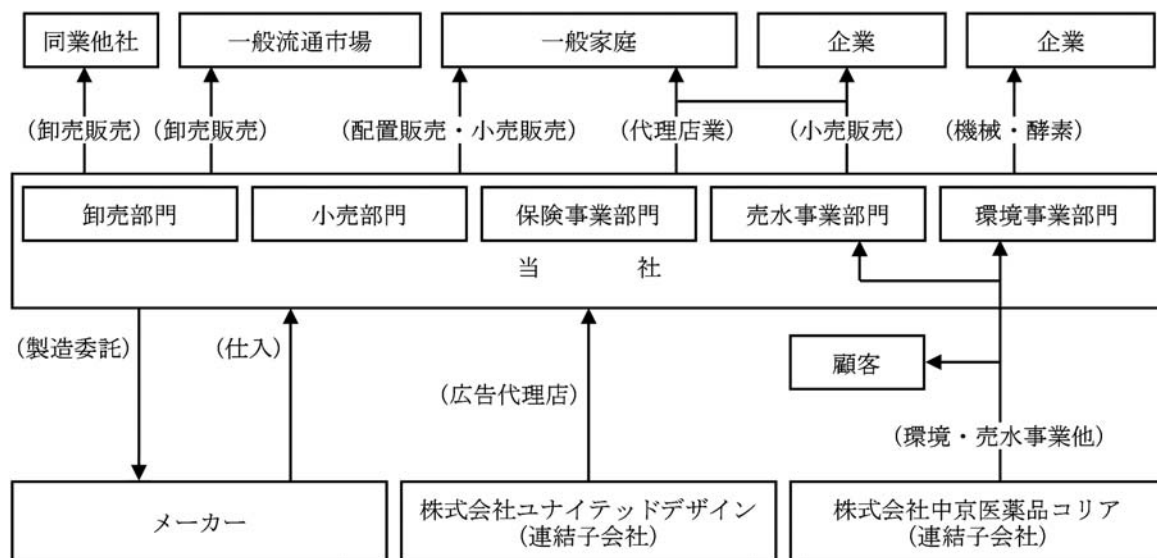 同業他社
一般流通市場
一般家庭
企業
企業
(卸売販売)
(卸売販売)
(配置販売・小売販売)
(代理店業)
(小売販売)
(機械・酵素)
卸売部門
小売部門
保険事業部門
売水事業部門
環境事業部門
当　　　社
(製造委託)
(仕入)
顧客
(広告代理店)
(環境・売水事業他)
メーカー
株式会社ユナイテッドデザイン
(連結子会社)
株式会社中京医薬品コリア
(連結子会社)